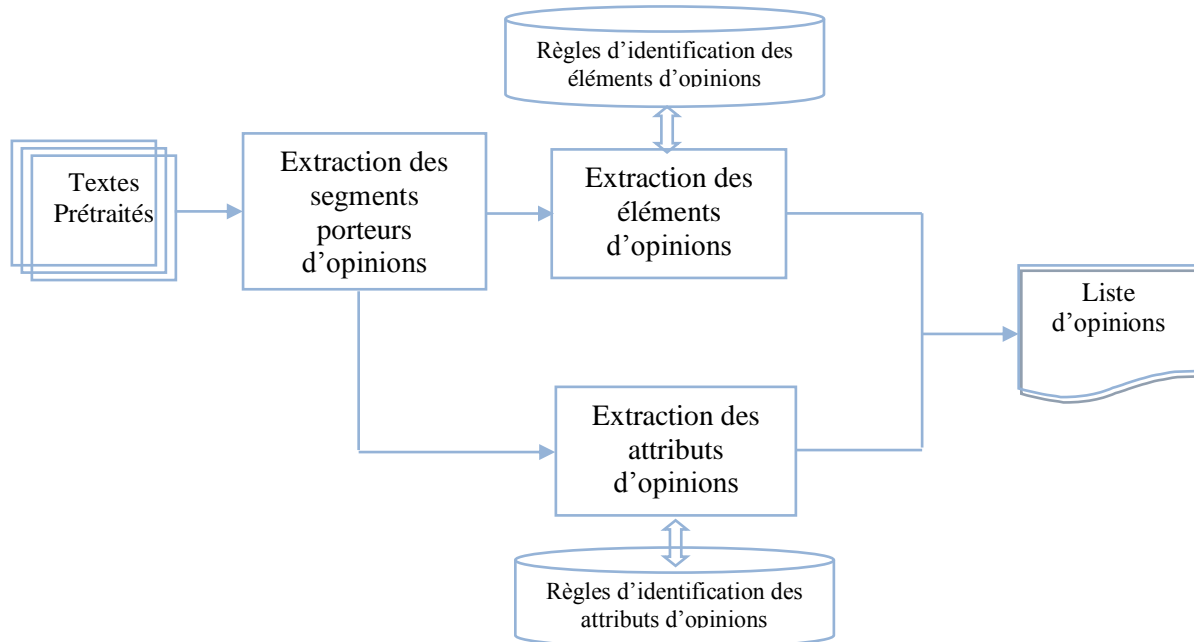 Règles d'identification des
éléments d'opinions
Textes
Prétraités
Extraction des
segments
porteurs
d'opinions
Extraction des
éléments
d'opinions
Liste
d'opinions
Extraction des
attributs
d'opinions
Règles d'identification des
attributs d'opinions